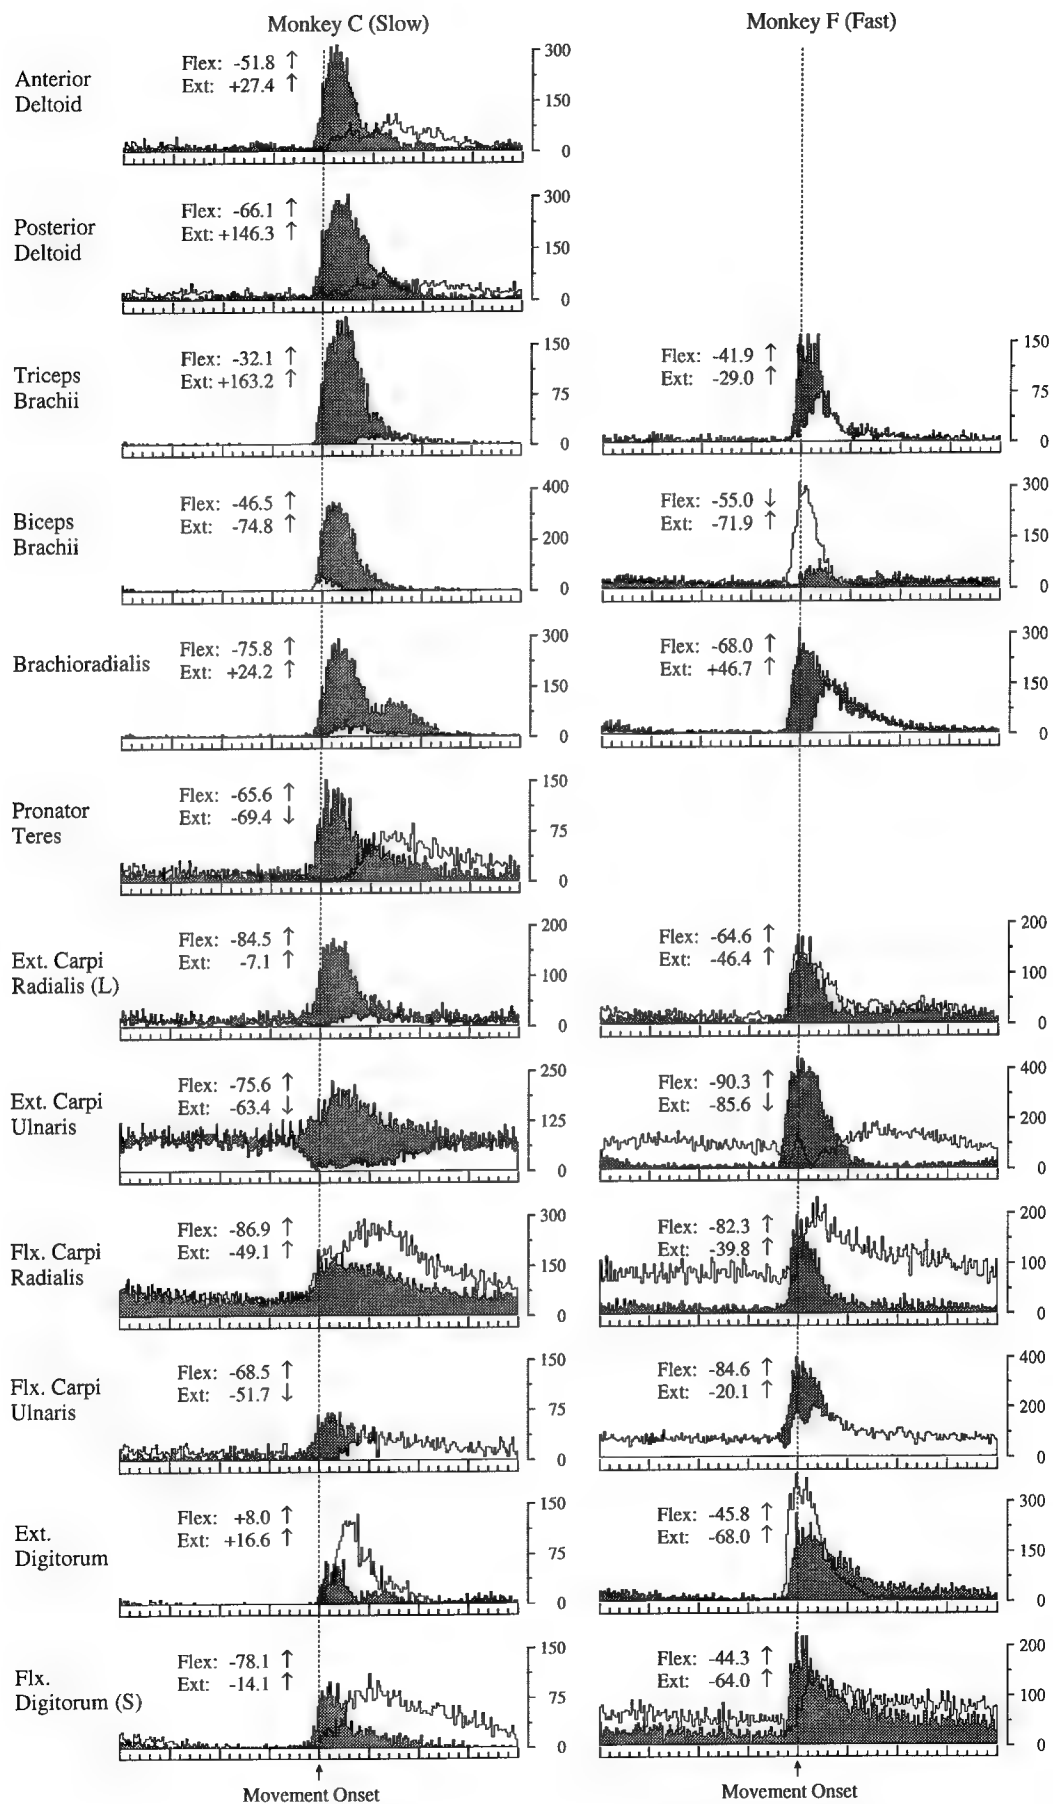 Monkey C (Slow)
Monkey F (Fast)
Anterior
Deltoid
Flex: -51.8 ↑
Ext: +27.4 ↑
300
150
0
Posterior
Deltoid
Flex: -66.1 ↑
Ext: +146.3 ↑
300
150
0
Triceps
Brachii
Flex: -32.1 ↑
Ext: +163.2 ↑
150
75
0
Flex: -41.9 ↑
Ext: -29.0 ↑
150
75
0
Biceps
Brachii
Flex: -46.5 ↑
Ext: -74.8 ↑
400
200
0
Flex: -55.0 ↓
Ext: -71.9 ↑
300
150
0
Brachioradialis
Flex: -75.8 ↑
Ext: +24.2 ↑
300
150
0
Flex: -68.0 ↑
Ext: +46.7 ↑
300
150
0
Pronator
Teres
Flex: -65.6 ↑
Ext: -69.4 ↓
150
75
0
Ext. Carpi
Radialis (L)
Flex: -84.5 ↑
Ext: -7.1 ↑
200
100
0
Flex: -64.6 ↑
Ext: -46.4 ↑
200
100
0
Ext. Carpi
Ulnaris
Flex: -75.6 ↑
Ext: -63.4 ↓
250
125
0
Flex: -90.3 ↑
Ext: -85.6 ↓
400
200
0
Flx. Carpi
Radialis
Flex: -86.9 ↑
Ext: -49.1 ↑
300
150
0
Flex: -82.3 ↑
Ext: -39.8 ↑
200
100
0
Flx. Carpi
Ulnaris
Flex: -68.5 ↑
Ext: -51.7 ↓
150
75
0
Flex: -84.6 ↑
Ext: -20.1 ↑
400
200
0
Ext.
Digitorum
Flex: +8.0 ↑
Ext: +16.6 ↑
150
75
0
Flex: -45.8 ↑
Ext: -68.0 ↑
300
150
0
Flx.
Digitorum (S)
Flex: -78.1 ↑
Ext: -14.1 ↑
150
75
0
Flex: -44.3 ↑
Ext: -64.0 ↑
200
100
0
Movement Onset
Movement Onset